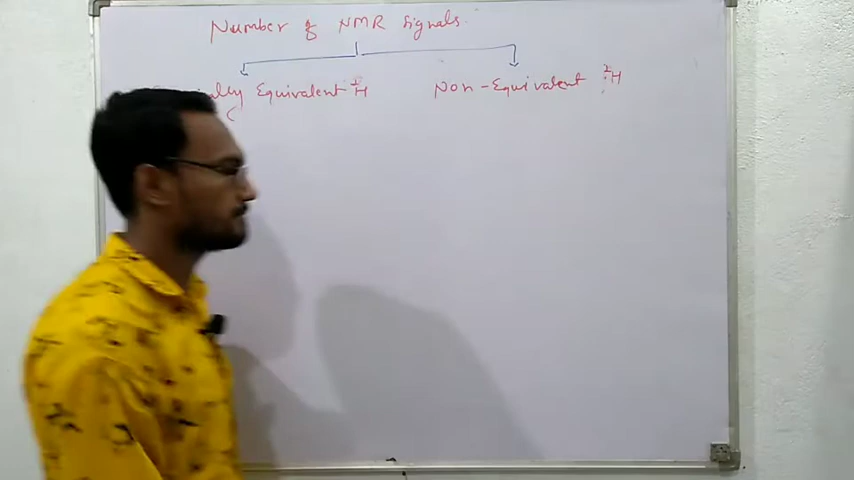 Number of NMR Signals
Equivalent ¹H Non-Equivalent ¹H